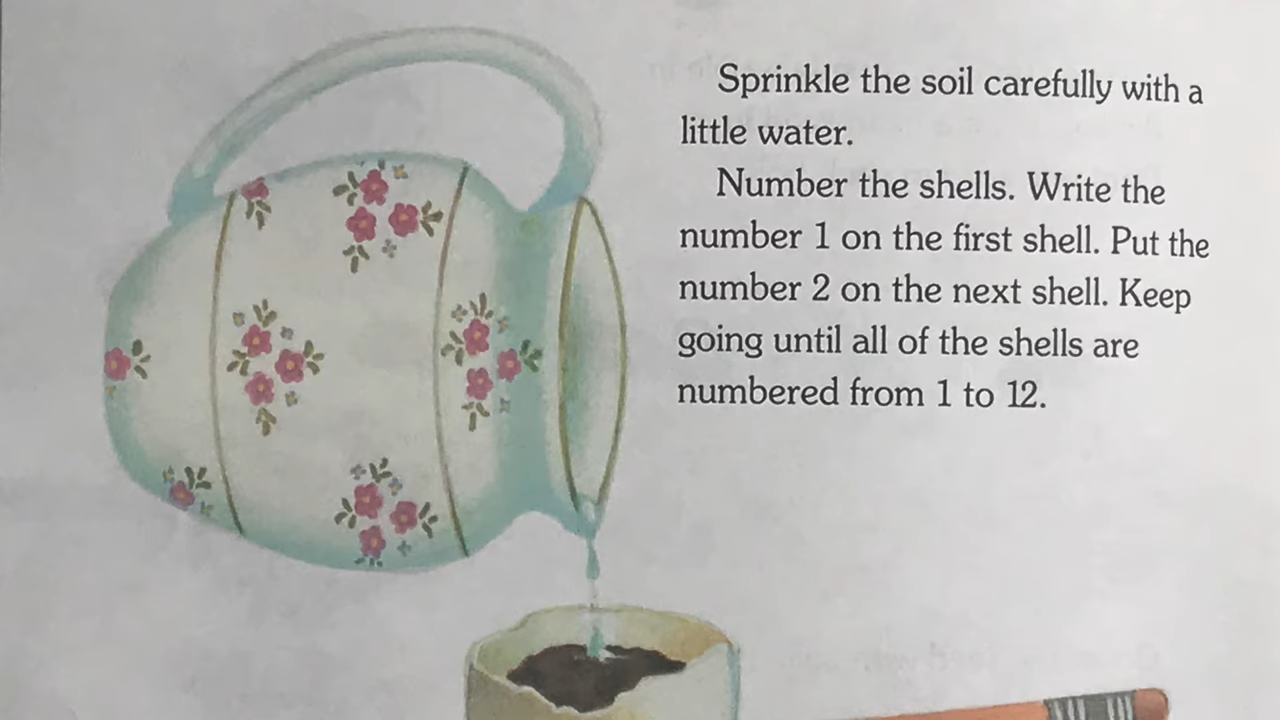 Sprinkle the soil carefully with a
little water.
Number the shells. Write the
number 1 on the first shell. Put the
number 2 on the next shell. Keep
going until all of the shells are
numbered from 1 to 12.